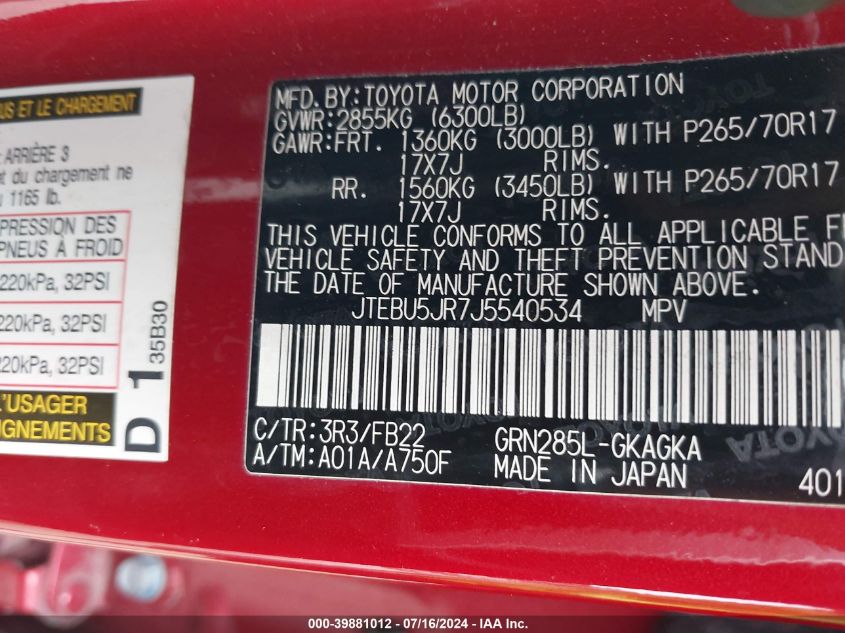 US ET LE CHARGEMENT
ARRIÈRE 3
du chargement ne
1165 lb.
PRESSION DES
PNEUS À FROID
220kPa, 32PSI
220kPa, 32PSI
220kPa, 32PSI
L'USAGER
D 1 35B30
MFD.BY:TOYOTA MOTOR CORPORATION
GVWR:2855KG (6300LB)
GAWR:FRT. 1360KG (3000LB) WITH P265/70R17
17X7J RIMS.
RR. 1560KG (3450LB) WITH P265/70R17
17X7J RIMS.
THIS VEHICLE CONFORMS TO ALL APPLICABLE
VEHICLE SAFETY AND THEFT PREVENTION STAND
THE DATE OF MANUFACTURE SHOWN ABOVE.
JTEBU5JR7J5540534 MPV
C/TR:3R3/FB22 GRN285L-GKAGKA
A/TM:A01A/A750F MADE IN JAPAN 401
000-39881012 - 07/16/2024 - IAA Inc.